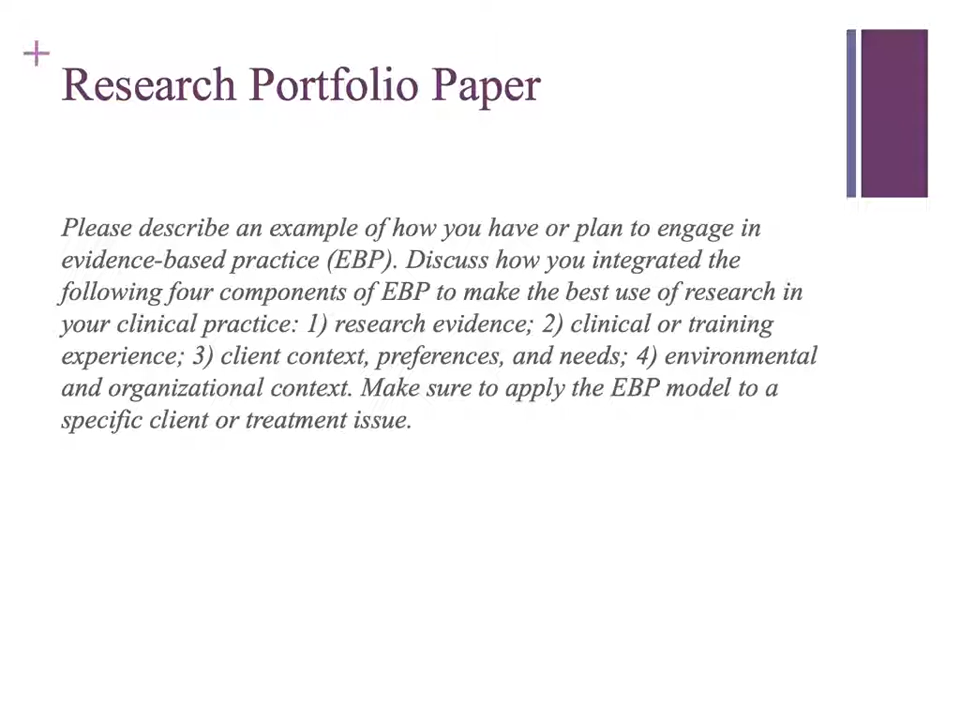 +
Research Portfolio Paper
Please describe an example of how you have or plan to engage in
evidence-based practice (EBP). Discuss how you integrated the
following four components of EBP to make the best use of research in
your clinical practice: 1) research evidence; 2) clinical or training
experience; 3) client context, preferences, and needs; 4) environmental
and organizational context. Make sure to apply the EBP model to a
specific client or treatment issue.